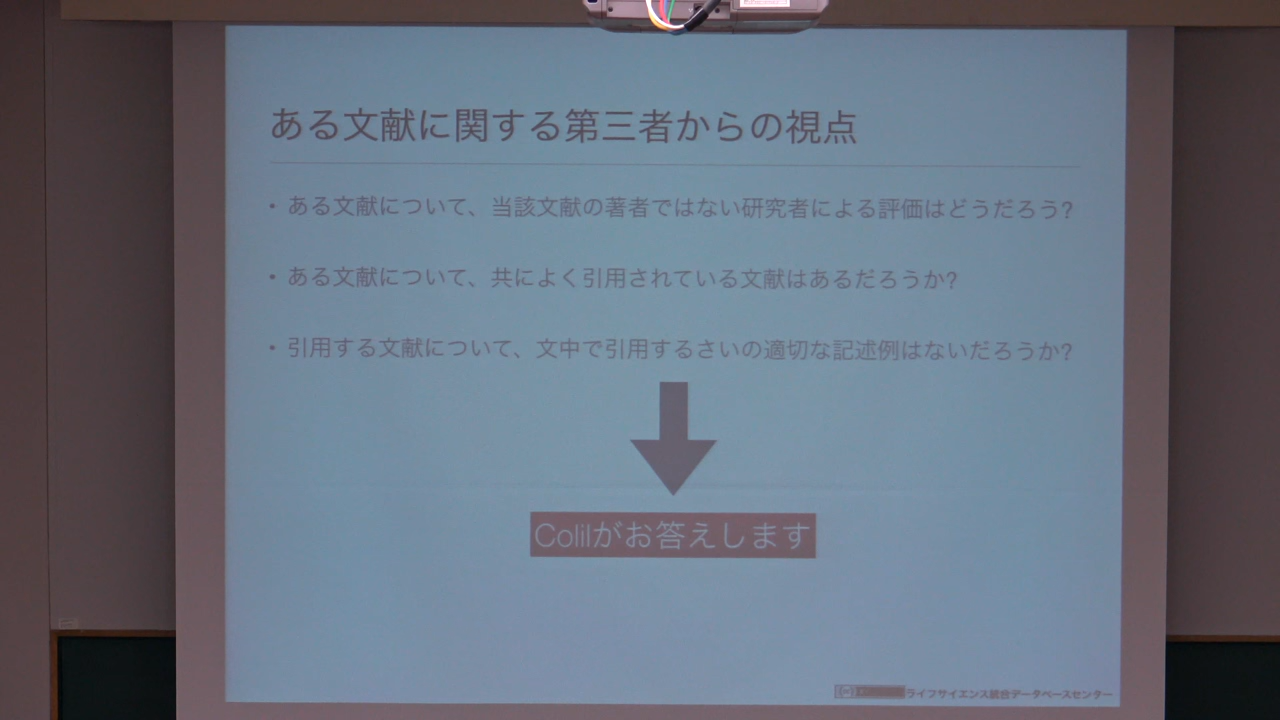 ある文献に関する第三者からの視点
・ある文献について、当該文献の著者ではない研究者による評価はどうだろう?
・ある文献について、共によく引用されている文献はあるだろうか?
・引用する文献について、文中で引用するさいの適切な記述例はないだろうか?
Colilがお答えします
ライフサイエンス統合データベースセンター